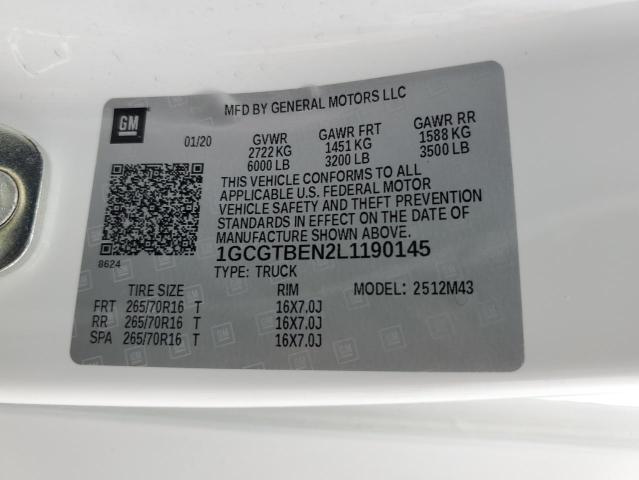 GM
MFD BY GENERAL MOTORS LLC
01/20
GVWR GAWR FRT GAWR RR
2722 KG 1451 KG 1588 KG
6000 LB 3200 LB 3500 LB
THIS VEHICLE CONFORMS TO ALL
APPLICABLE U.S. FEDERAL MOTOR
VEHICLE SAFETY AND THEFT PREVENTION
STANDARDS IN EFFECT ON THE DATE OF
MANUFACTURE SHOWN ABOVE.
8624
1GCGTBEN2L1190145
TYPE: TRUCK
MODEL: 2512M43
TIRE SIZE RIM
FRT 265/70R16 T 16X7.0J
RR 265/70R16 T 16X7.0J
SPA 265/70R16 T 16X7.0J